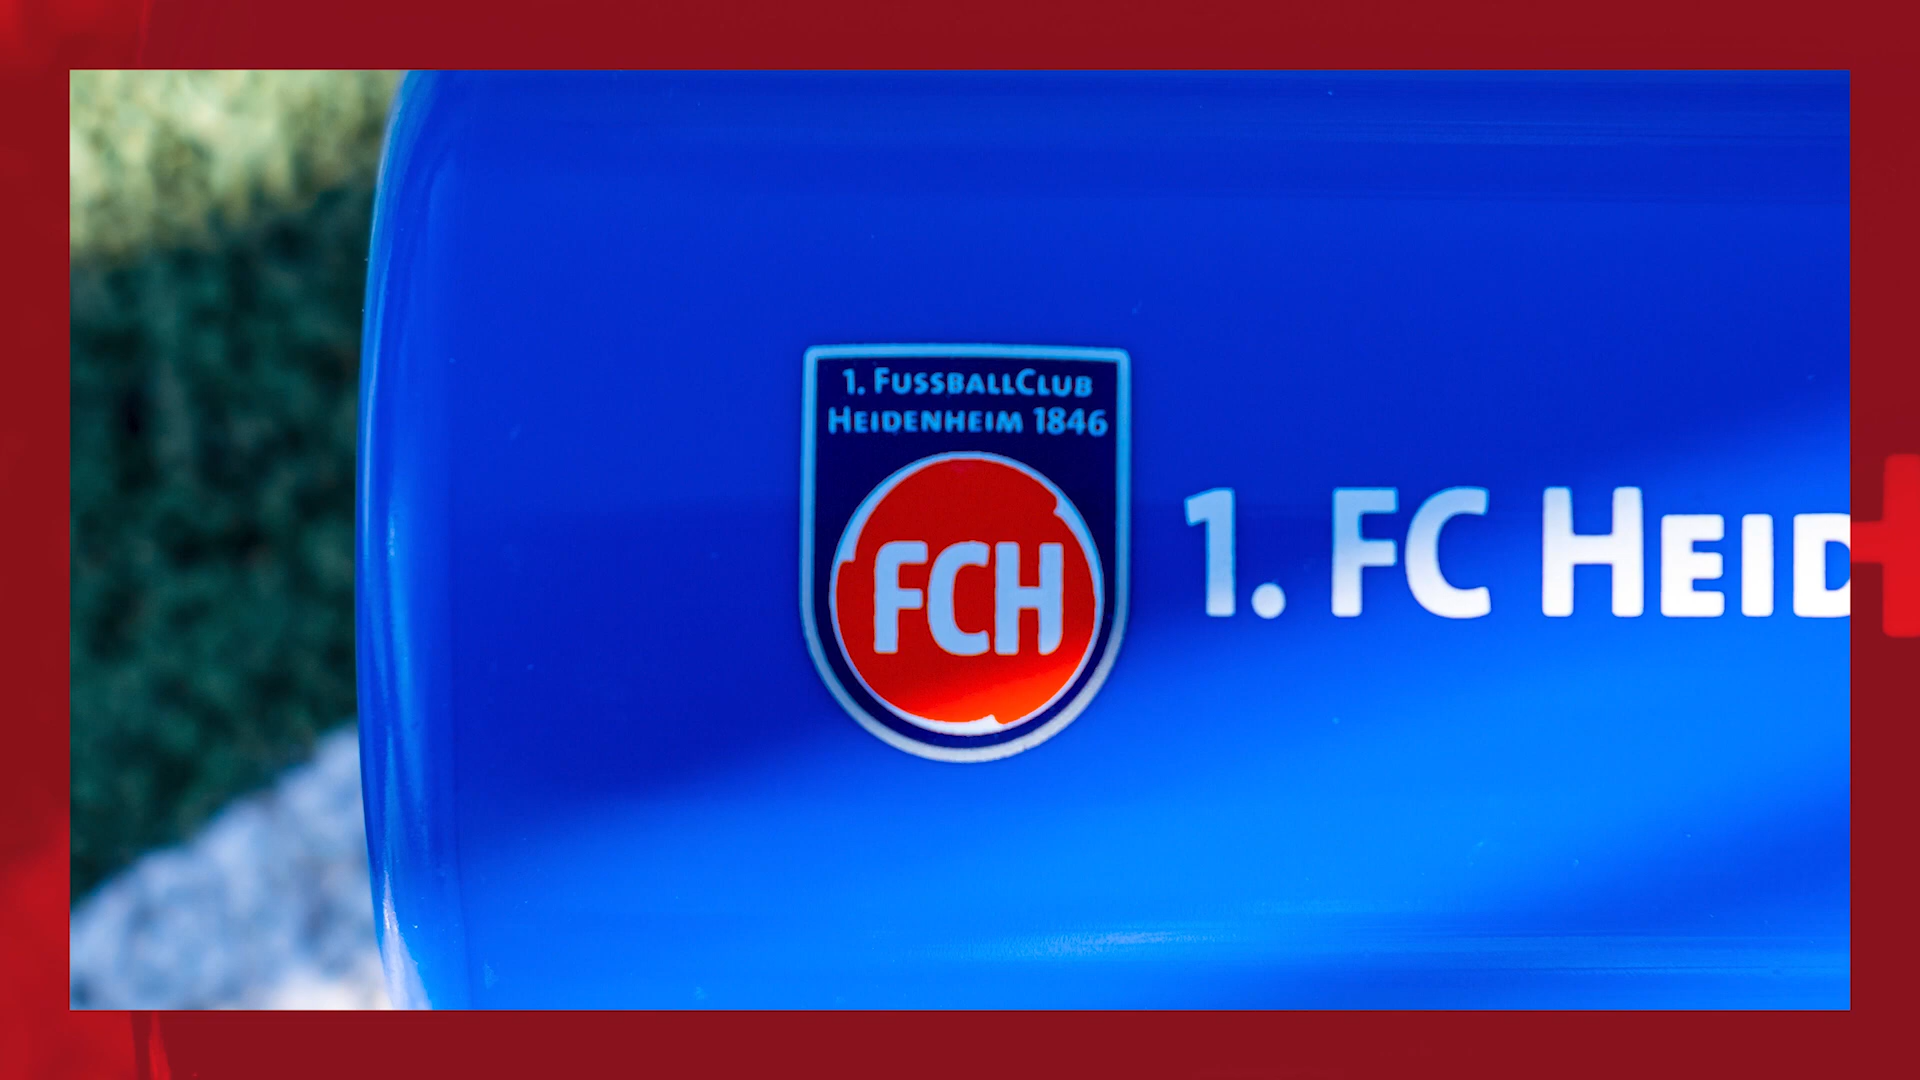 1. FUSSBALLCLUB
HEIDENHEIM 1846
FCH
1. FC HEID